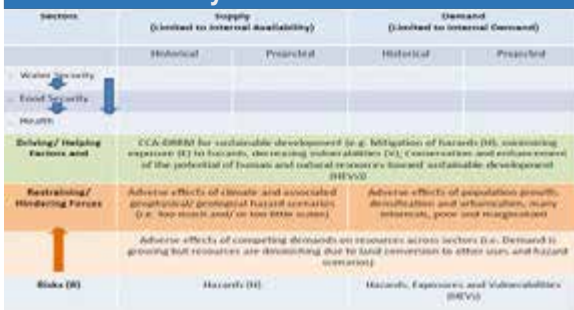 Sectors
Supply
(Limited to Internal Availability)
Demand
(Limited to Internal Demand)
Historical
Projected
Historical
Projected
Water Security
Food Security
Health
Driving/ Helping
Factors and
CCA-DRRM for sustainable development (e.g. Mitigation of hazards (H), minimizing
exposure (E) to hazards, decreasing vulnerabilities (V); Conservation and enhancement
of the potential of human and natural resources toward sustainable development
(HEVs))
Restraining/
Hindering Forces
Adverse effects of climate and associated
geophysical/ geological hazard scenarios
(i.e. too much and/ or too little water)
Adverse effects of population growth,
densification and urbanization, many
informals, poor and marginalized
Adverse effects of competing demands on resources across sectors (i.e. Demand is
growing but resources are diminishing due to land conversion to other uses and hazard
scenarios)
Risks (R)
Hazards (H)
Hazards, Exposures and Vulnerabilities
(HEVs)